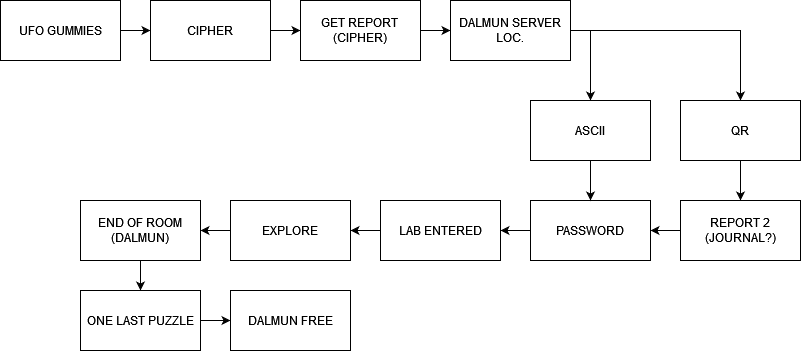 UFO GUMMIES
CIPHER
GET REPORT
(CIPHER)
DALMUN SERVER
LOC.
ASCII
QR
END OF ROOM
(DALMUN)
EXPLORE
LAB ENTERED
PASSWORD
REPORT 2
(JOURNAL?)
ONE LAST PUZZLE
DALMUN FREE